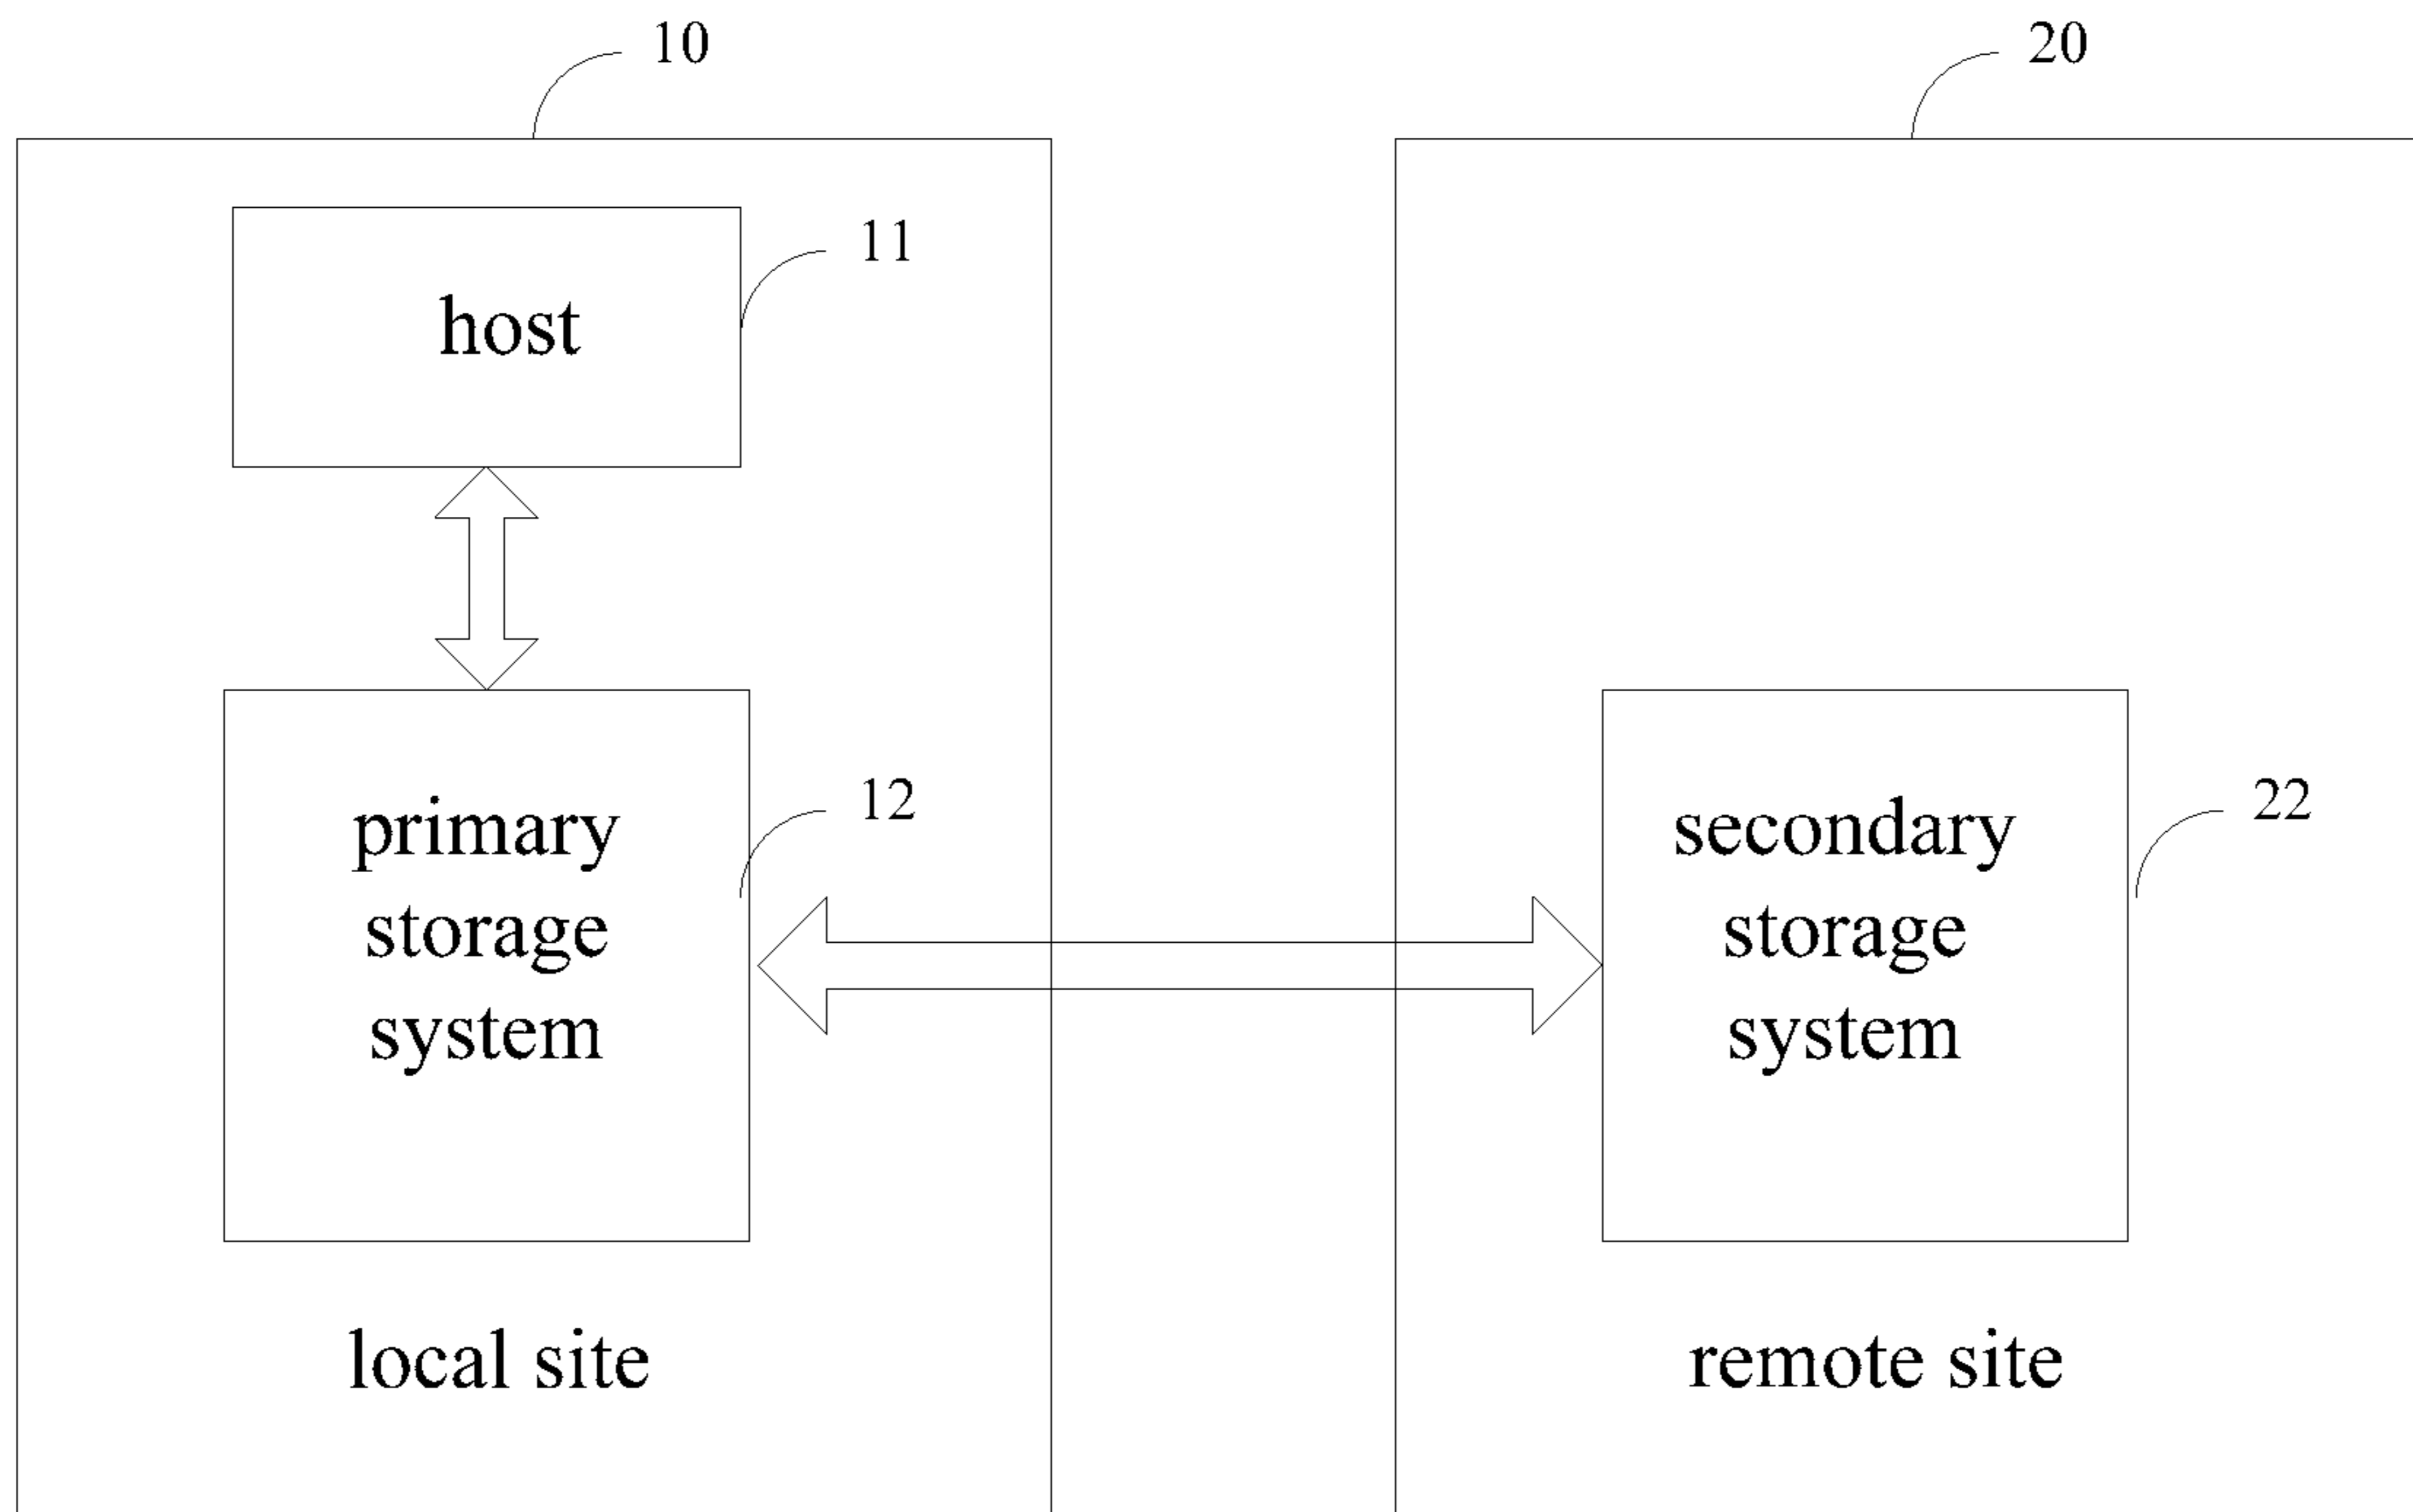 10
20
11
host
12
22
primary
storage
system
secondary
storage
system
local site
remote site